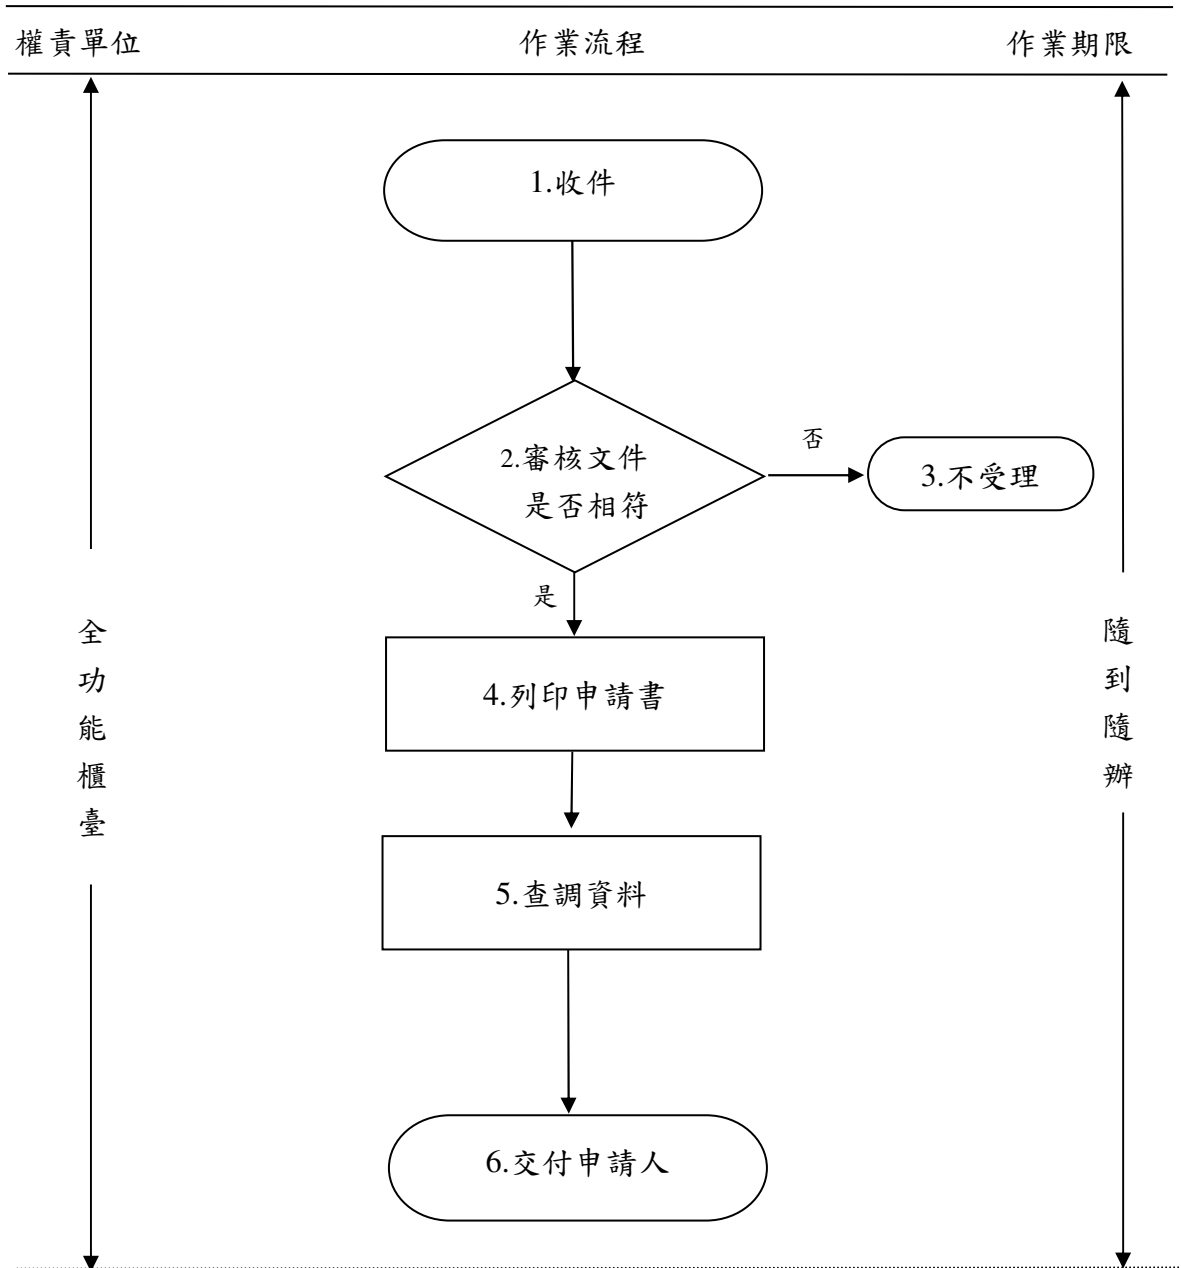 權責單位 作業流程 作業期限
1.收件
2.審核文件
是否相符
否
3.不受理
是
4.列印申請書
5.查調資料
6.交付申請人
全功能櫃臺
隨到隨辦